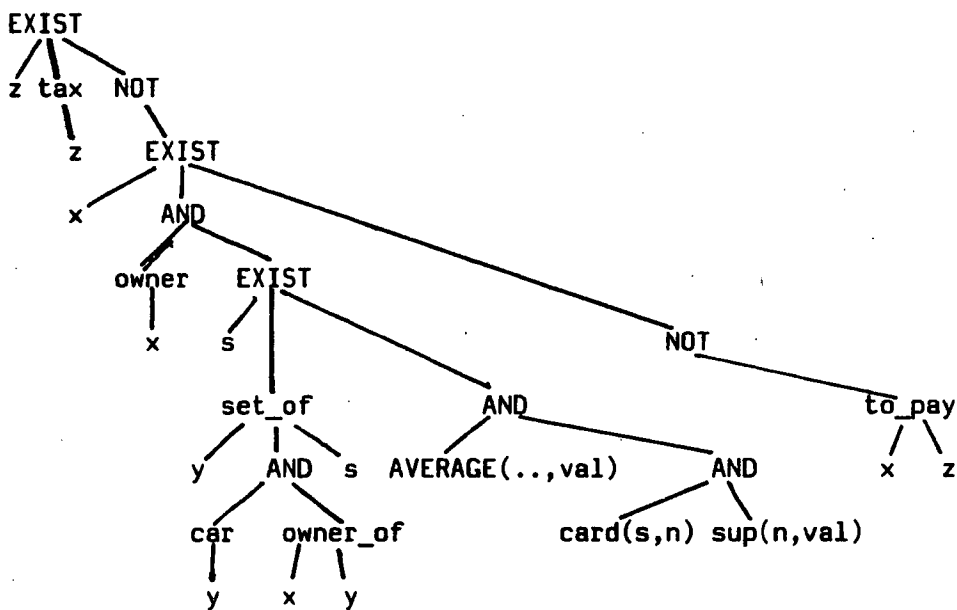 EXIST
z tax NOT
z EXIST
x AND
owner EXIST
x s NOT
set_of AND to_pay
y AND s AVERAGE(..,val) AND x z
car owner_of card(s,n) sup(n,val)
y x y